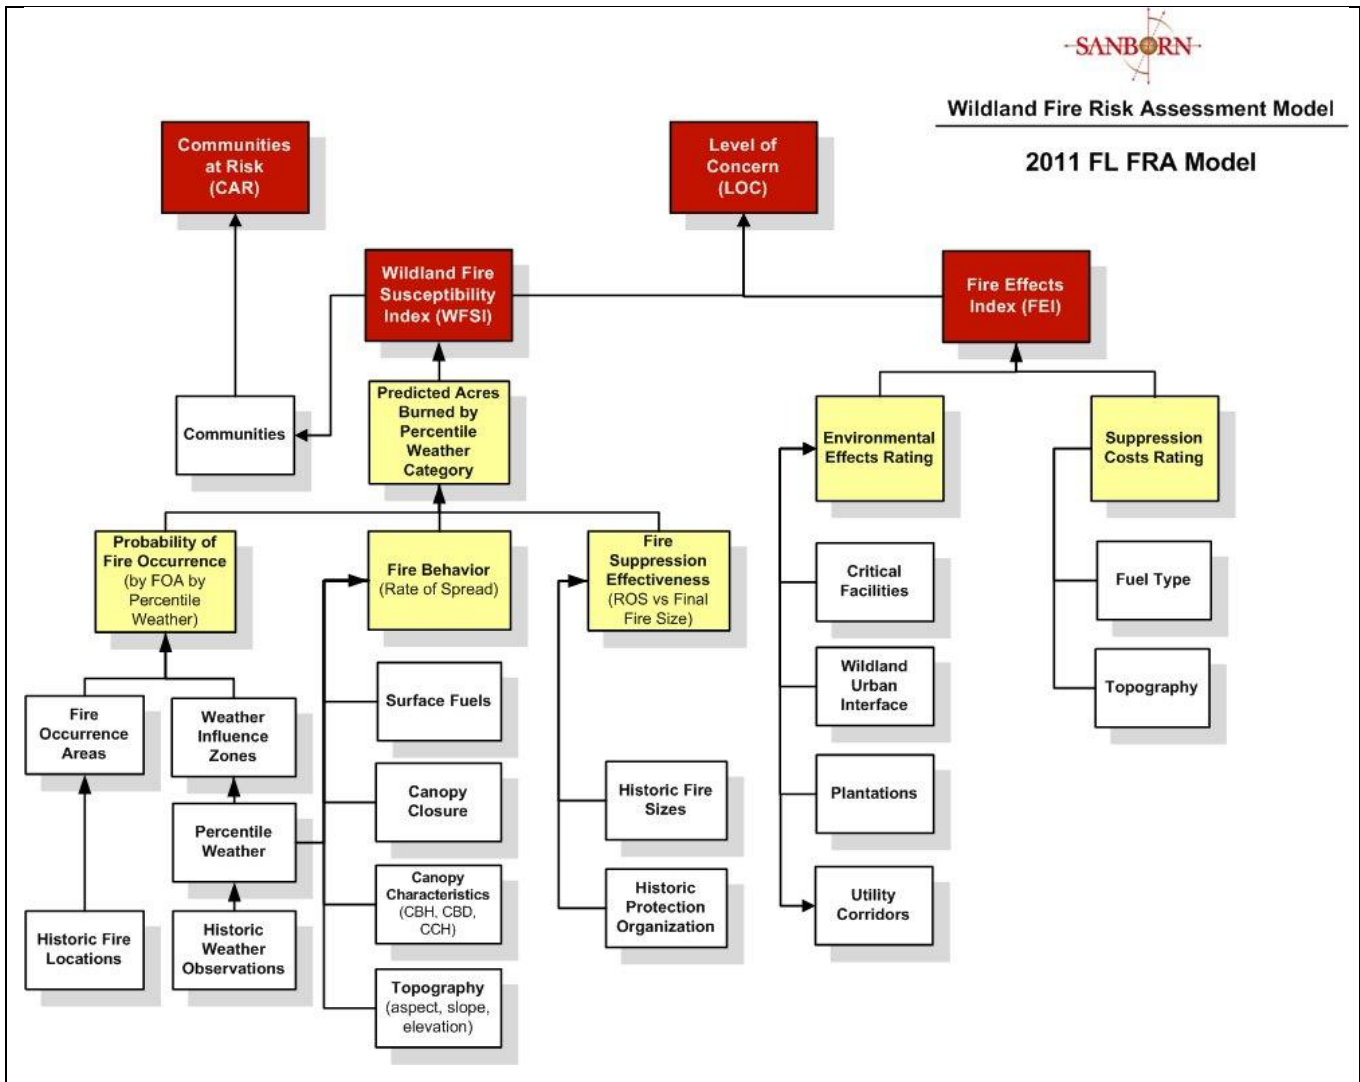 SANBORN
Wildland Fire Risk Assessment Model
2011 FL FRA Model
Communities
at Risk
(CAR)
Level of
Concern
(LOC)
Wildland Fire
Susceptibility
Index (WFSI)
Fire Effects
Index (FEI)
Communities
Predicted Acres
Burned by
Percentile
Weather
Category
Environmental
Effects Rating
Suppression
Costs Rating
Probability of
Fire Occurrence
(by FOA by
Percentile
Weather)
Fire Behavior
(Rate of Spread)
Fire
Suppression
Effectiveness
(ROS vs Final
Fire Size)
Critical
Facilities
Fuel Type
Surface Fuels
Wildland
Urban
Interface
Topography
Fire
Occurrence
Areas
Weather
Influence
Zones
Canopy
Closure
Historic Fire
Sizes
Plantations
Percentile
Weather
Canopy
Characteristics
(CBH, CBD,
CCH)
Historic
Protection
Organization
Utility
Corridors
Historic Fire
Locations
Historic
Weather
Observations
Topography
(aspect, slope,
elevation)